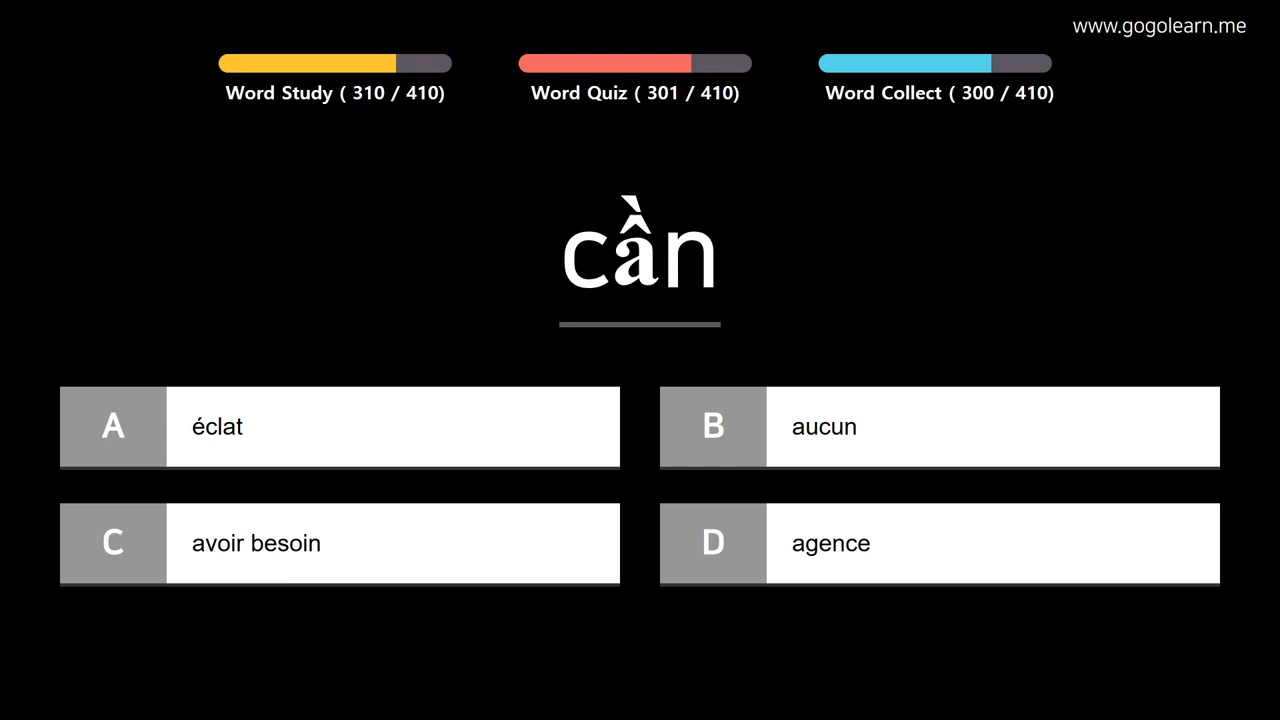 www.gogolearn.me
Word Study ( 310 / 410)
Word Quiz ( 301 / 410)
Word Collect ( 300 / 410)
cần
A éclat
B aucun
C avoir besoin
D agence